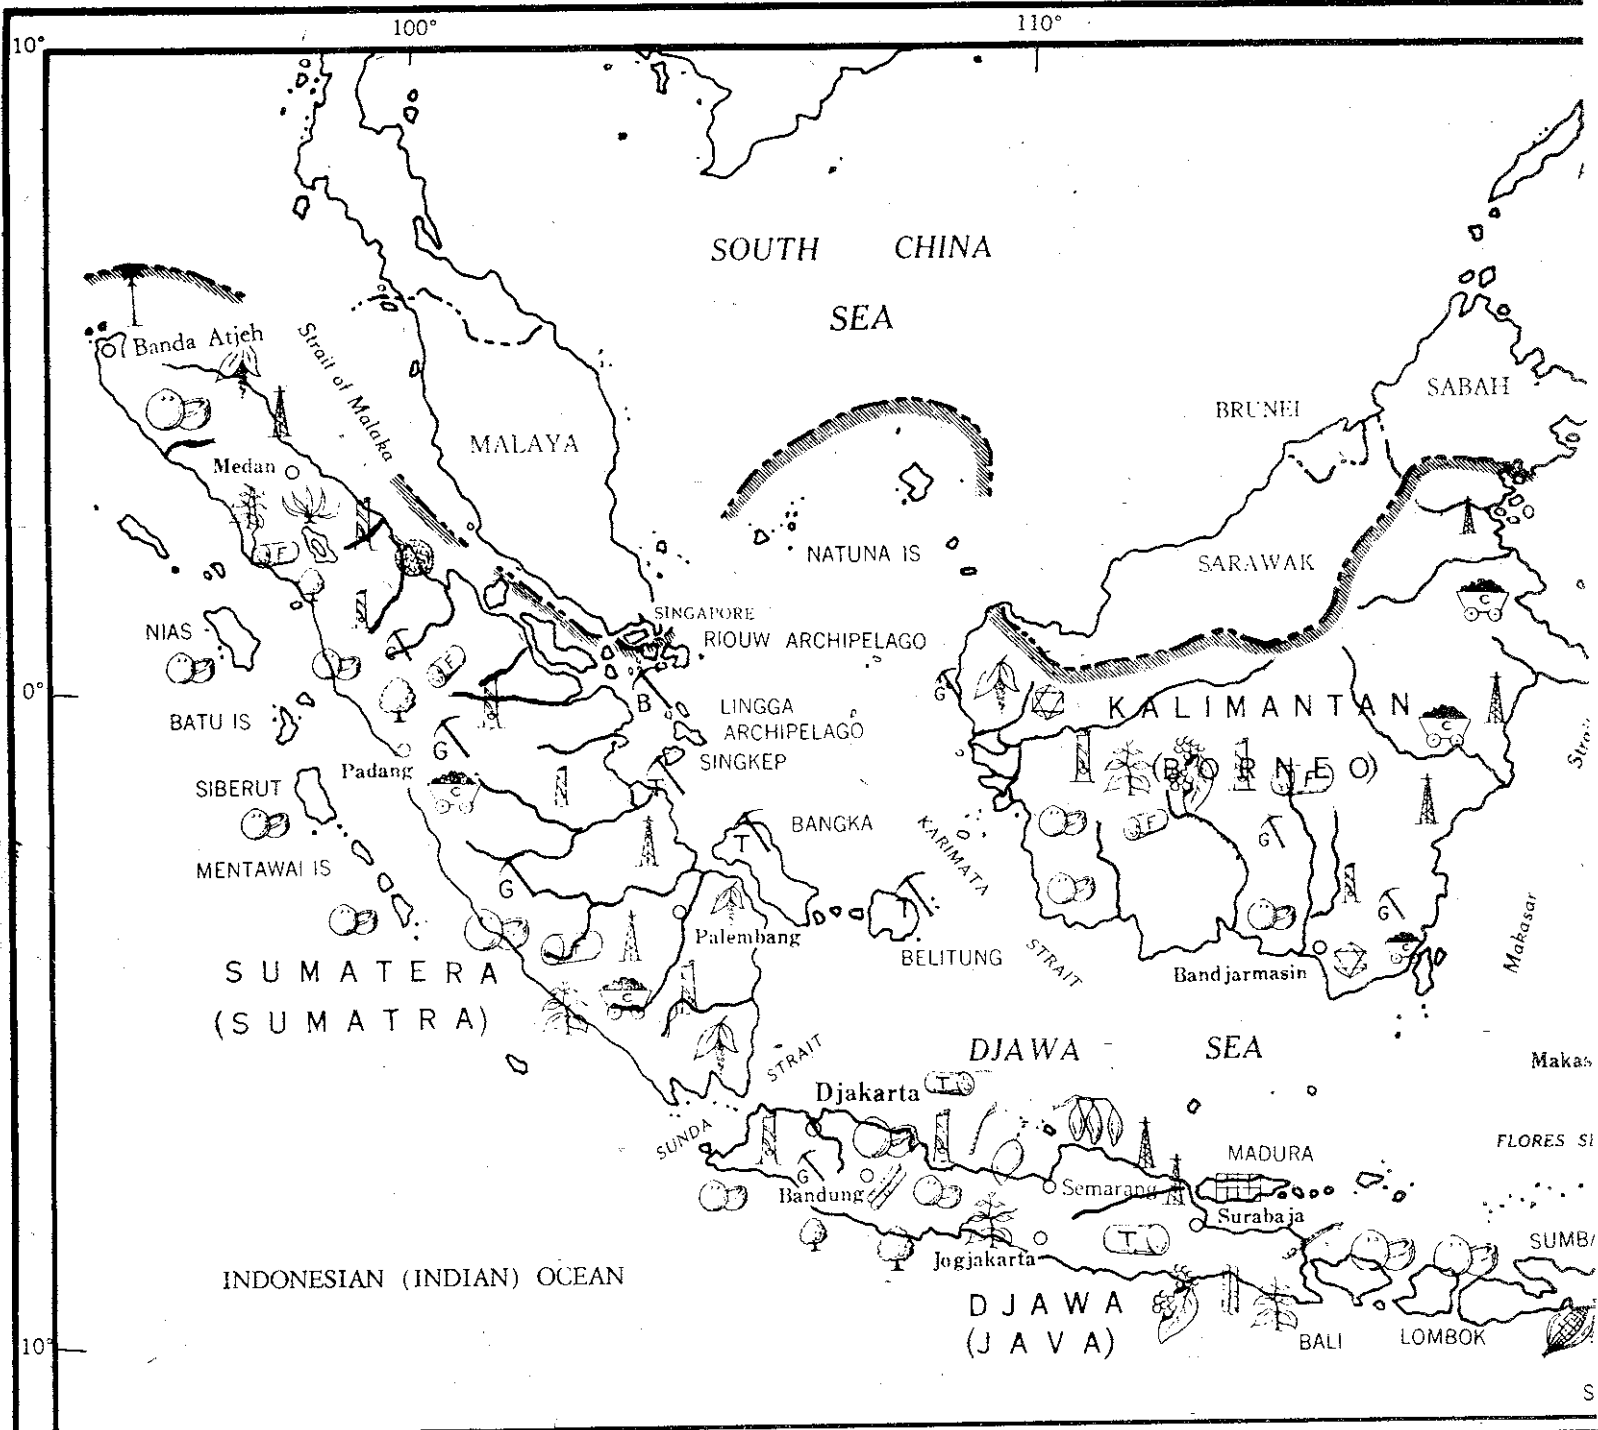 100°
110°
10°
SOUTH CHINA
SEA
Banda Atjeh
Strait of Malaka
MALAYA
BRUNEI
SABAH
Medan
F
NATUNA IS
SARAWAK
C
SINGAPORE
NIAS
RIOUW ARCHIPELAGO
F
0°
G
B
KALIMANTAN
BATU IS
LINGGA
ARCHIPELAGO
G
C
Padang
SINGKEP
T
(BORNEO)
F
SIBERUT
C
BANGKA
T
KARIMATA
F
G
MENTAWAI IS
G
T
G
Palembang
SUMATERA
F
BELITUNG
STRAIT
Bandjarmasin
C
Makasar
(SUMATRA)
C
STRAIT
DJAWA SEA
Djakarta
T
Makas
SUNDA
FLORES
MADURA
G
Bandung
Semarang
Surabaja
Jogjakarta
T
SUMB
INDONESIAN (INDIAN) OCEAN
DJAWA
(JAVA)
BALI
LOMBOK
10°
S